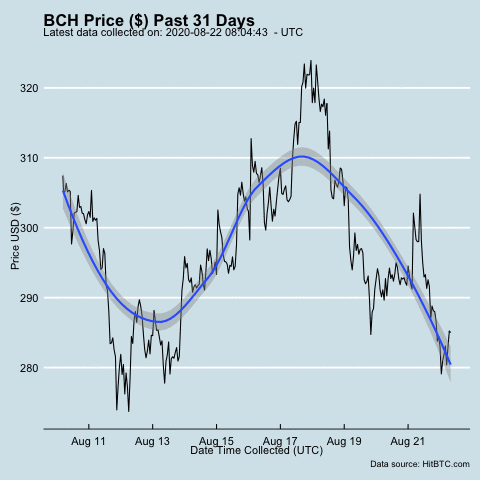 BCH Price ($) Past 31 Days
Latest data collected on: 2020-08-22 08:04:43 - UTC
320
310
300
290
280
Price USD ($)
Aug 11 Aug 13 Aug 15 Aug 17 Aug 19 Aug 21
Date Time Collected (UTC)
Data source: HitBTC.com